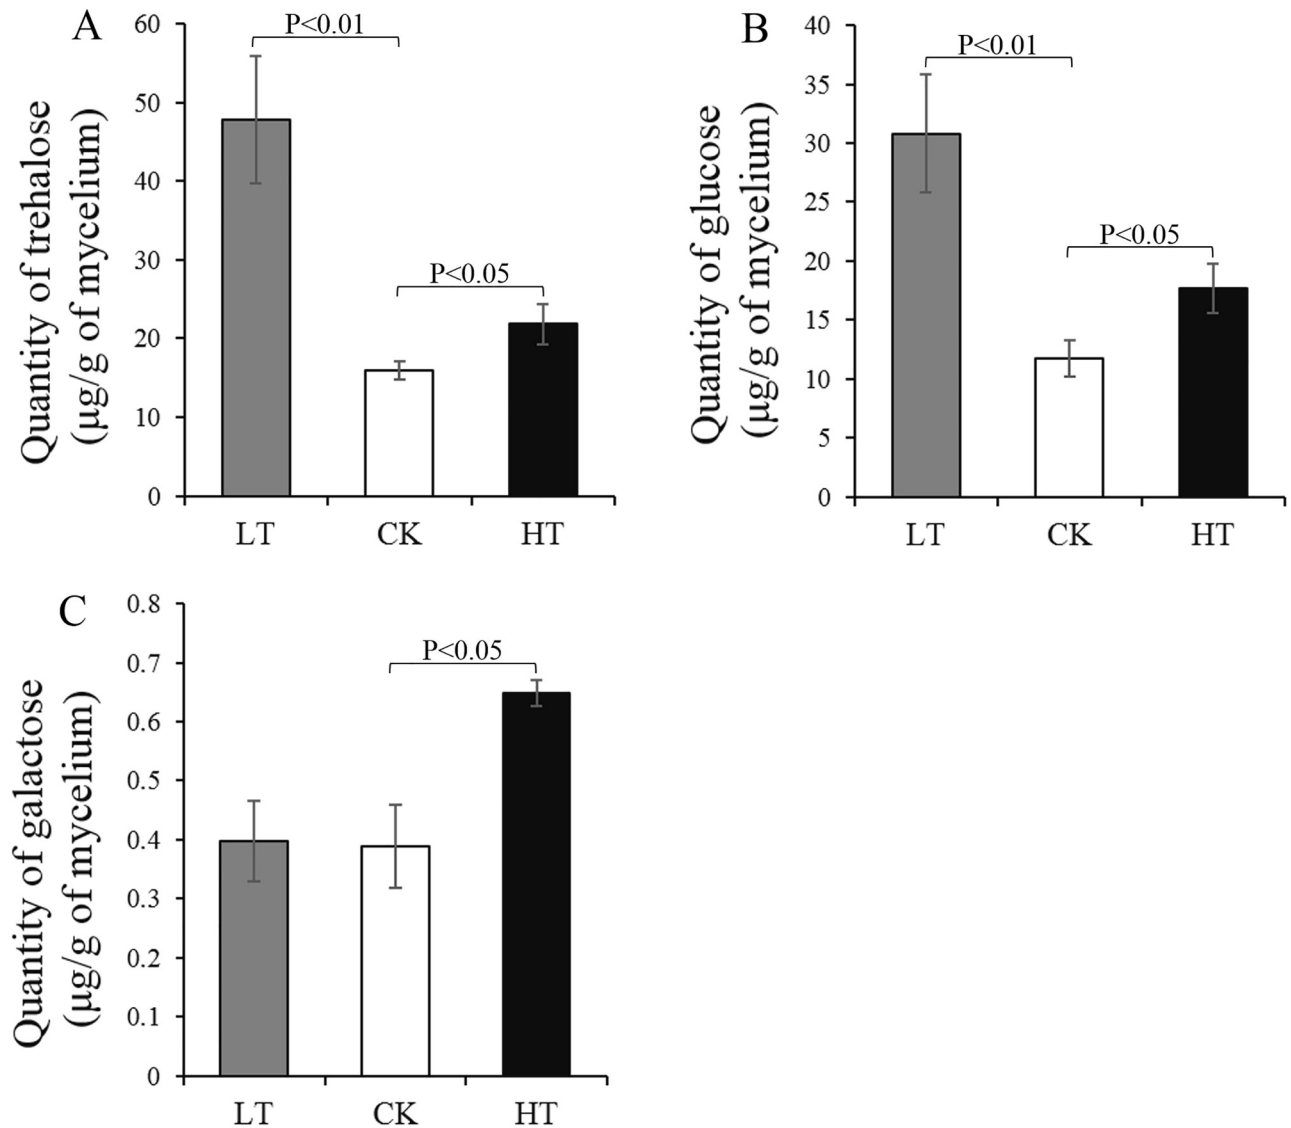 A
P<0.01
P<0.05
60
50
40
30
20
10
0
Quantity of trehalose
(μg/g of mycelium)
LT CK HT
B
P<0.01
P<0.05
40
35
30
25
20
15
10
5
0
Quantity of glucose
(μg/g of mycelium)
LT CK HT
C
P<0.05
0.8
0.7
0.6
0.5
0.4
0.3
0.2
0.1
0
Quantity of galactose
(μg/g of mycelium)
LT CK HT